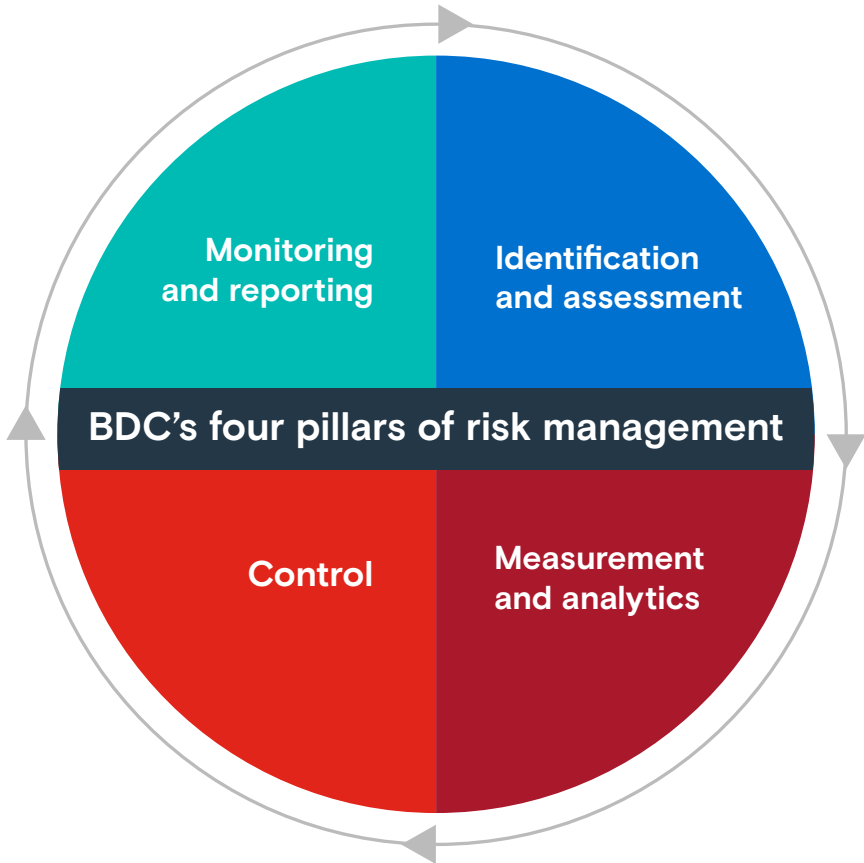 Monitoring
and reporting
Identification
and assessment
BDC’s four pillars of risk management
Control
Measurement
and analytics